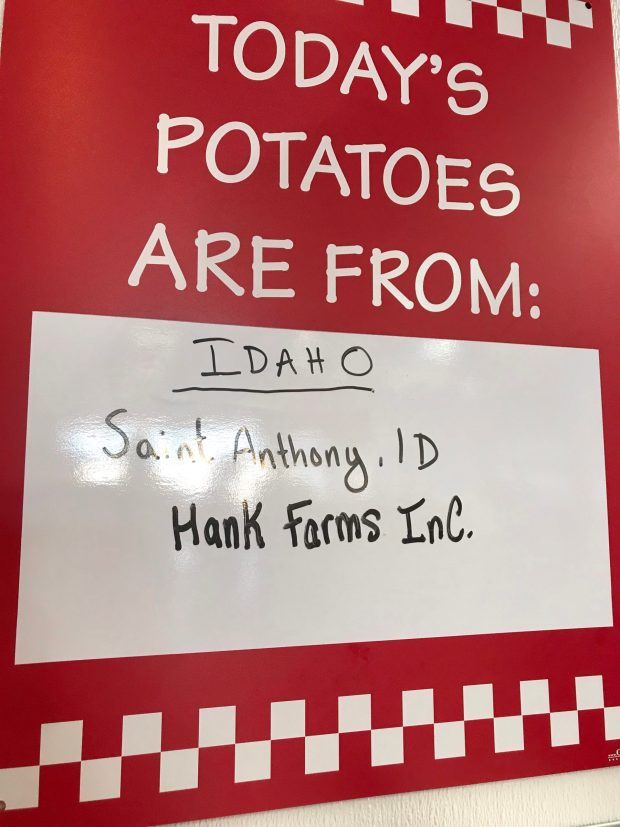 TODAY'S
POTATOES
ARE FROM:
IDAHO
Saint Anthony, ID
Hank Farms Inc.